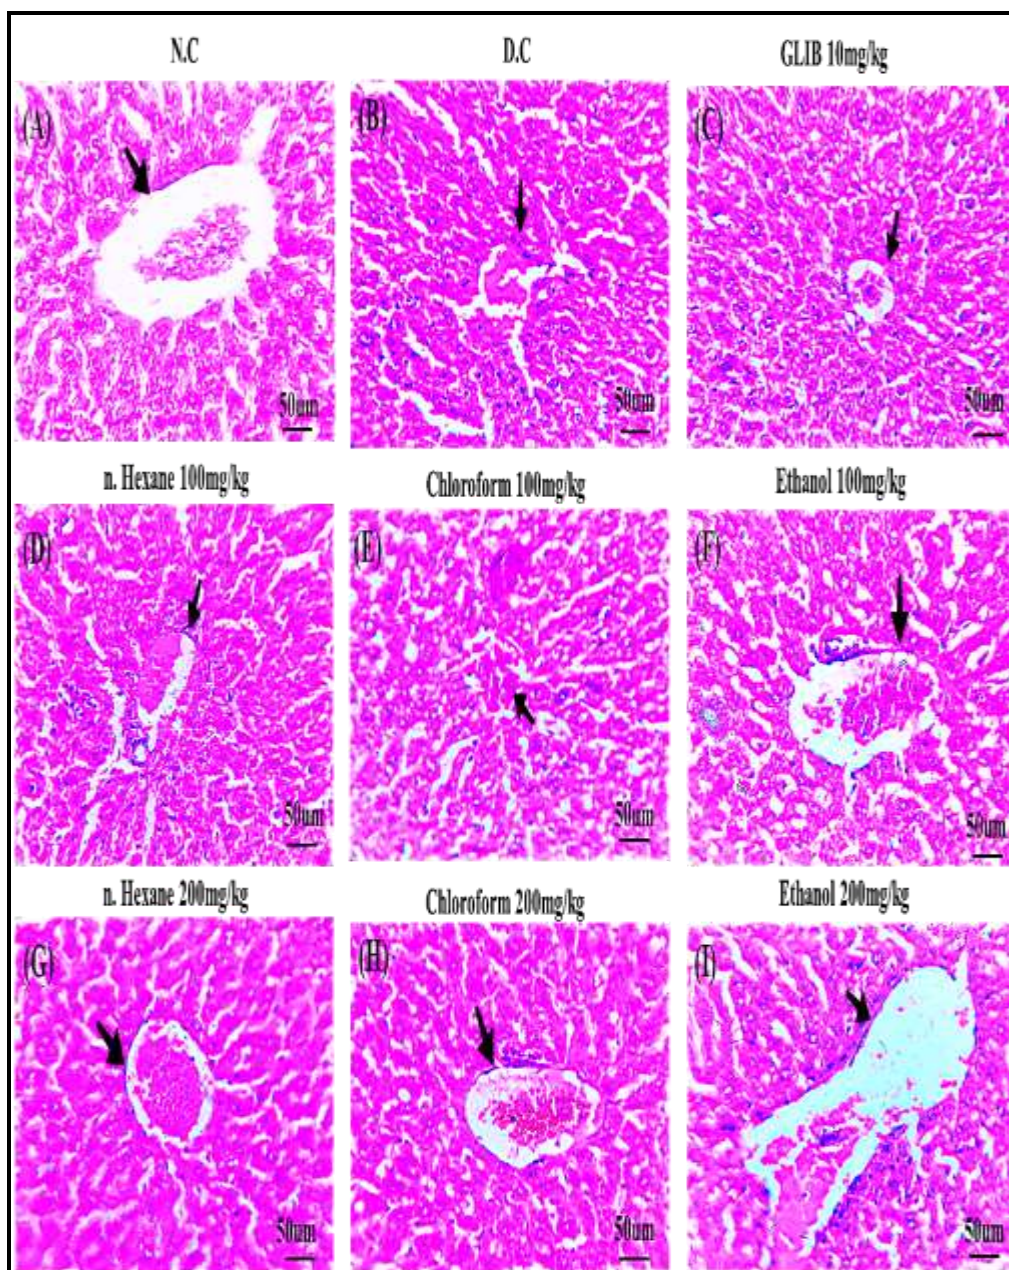 N.C
D.C
GLIB 10mg/kg
(A)
(B)
(C)
50um
50um
50um
n. Hexane 100mg/kg
Chloroform 100mg/kg
Ethanol 100mg/kg
(D)
(E)
(F)
50um
50um
50um
n. Hexane 200mg/kg
Chloroform 200mg/kg
Ethanol 200mg/kg
(G)
(H)
(I)
50um
50um
50um